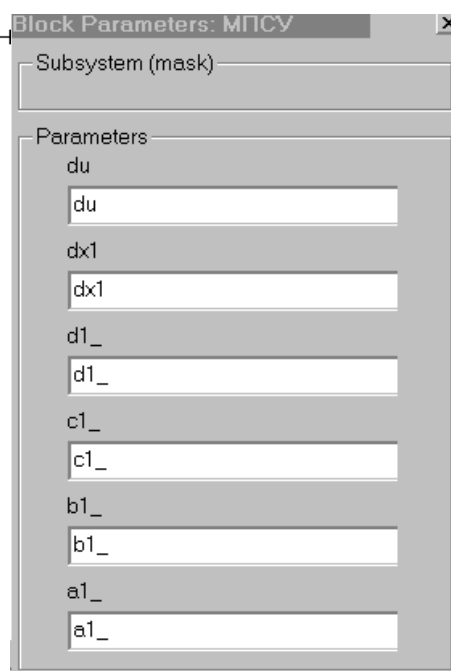 Block Parameters: МПСУ
Subsystem (mask)
Parameters
du
du
dx1
dx1
d1_
d1_
c1_
c1_
b1_
b1_
a1_
a1_